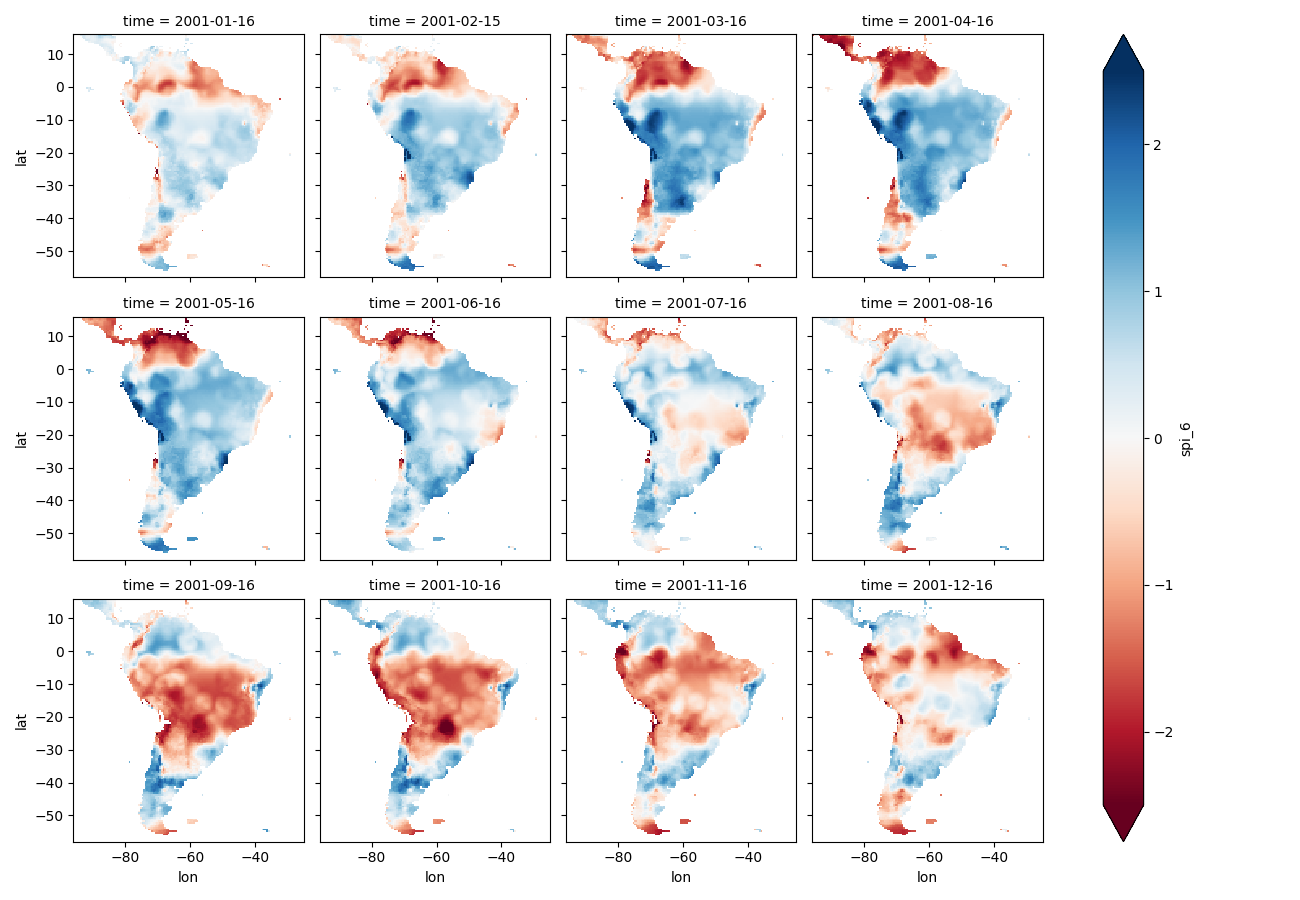 time = 2001-01-16
time = 2001-02-15
time = 2001-03-16
time = 2001-04-16
10
0
−10
−20
−30
−40
−50
lat
time = 2001-05-16
time = 2001-06-16
time = 2001-07-16
time = 2001-08-16
10
0
−10
−20
−30
−40
−50
lat
time = 2001-09-16
time = 2001-10-16
time = 2001-11-16
time = 2001-12-16
10
0
−10
−20
−30
−40
−50
lat
−80
−60
−40
lon
−80
−60
−40
lon
−80
−60
−40
lon
−80
−60
−40
lon
2
1
0
−1
−2
spi_6